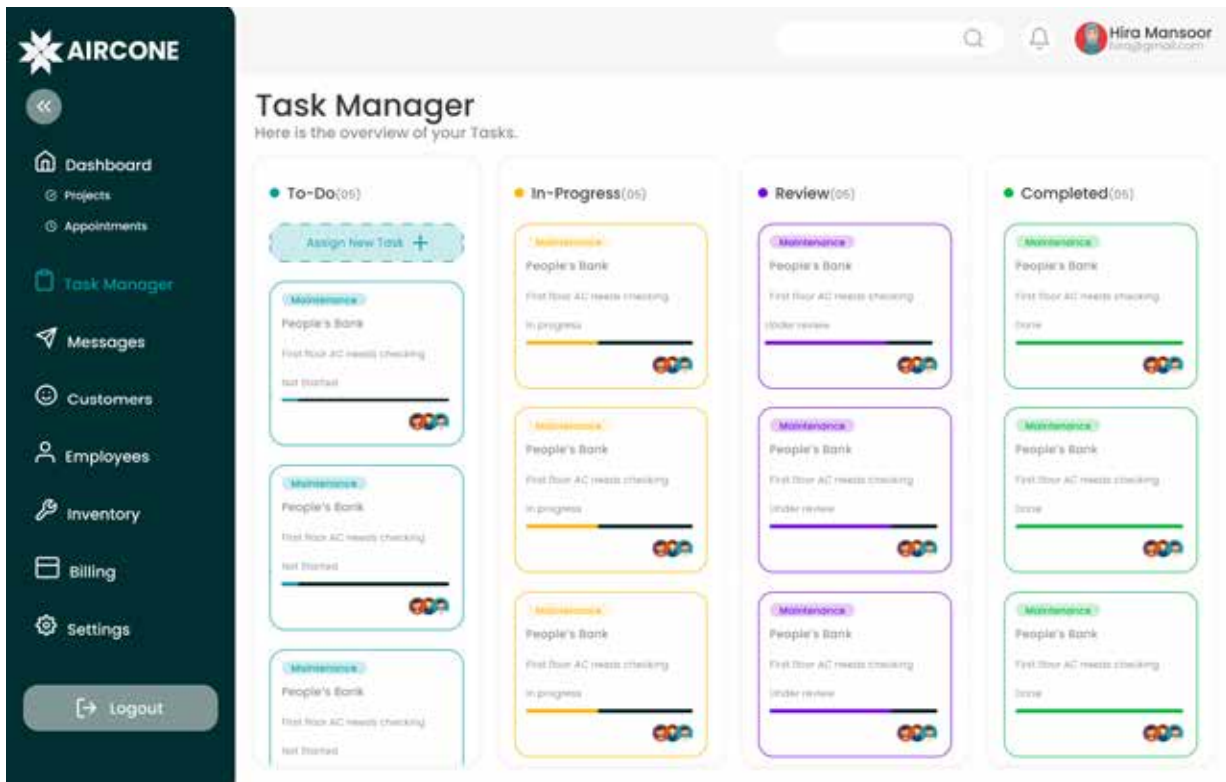 AIRCONE
Dashboard
Projects
Appointments
Task Manager
Messages
Customers
Employees
Inventory
Billing
Settings
Logout
Hira Mansoor
Task Manager
Here is the overview of your Tasks.
To-Do(05)
Assign New Task
Maintenance
People's Bank
First floor AC needs checking
Not Started
Maintenance
People's Bank
First floor AC needs checking
Not Started
Maintenance
People's Bank
First floor AC needs checking
Not Started
In-Progress(05)
Maintenance
People's Bank
First floor AC needs checking
In progress
Maintenance
People's Bank
First floor AC needs checking
In progress
Maintenance
People's Bank
First floor AC needs checking
In progress
Review(05)
Maintenance
People's Bank
First floor AC needs checking
Under review
Maintenance
People's Bank
First floor AC needs checking
Under review
Maintenance
People's Bank
First floor AC needs checking
Under review
Completed(05)
Maintenance
People's Bank
First floor AC needs checking
Done
Maintenance
People's Bank
First floor AC needs checking
Done
Maintenance
People's Bank
First floor AC needs checking
Done